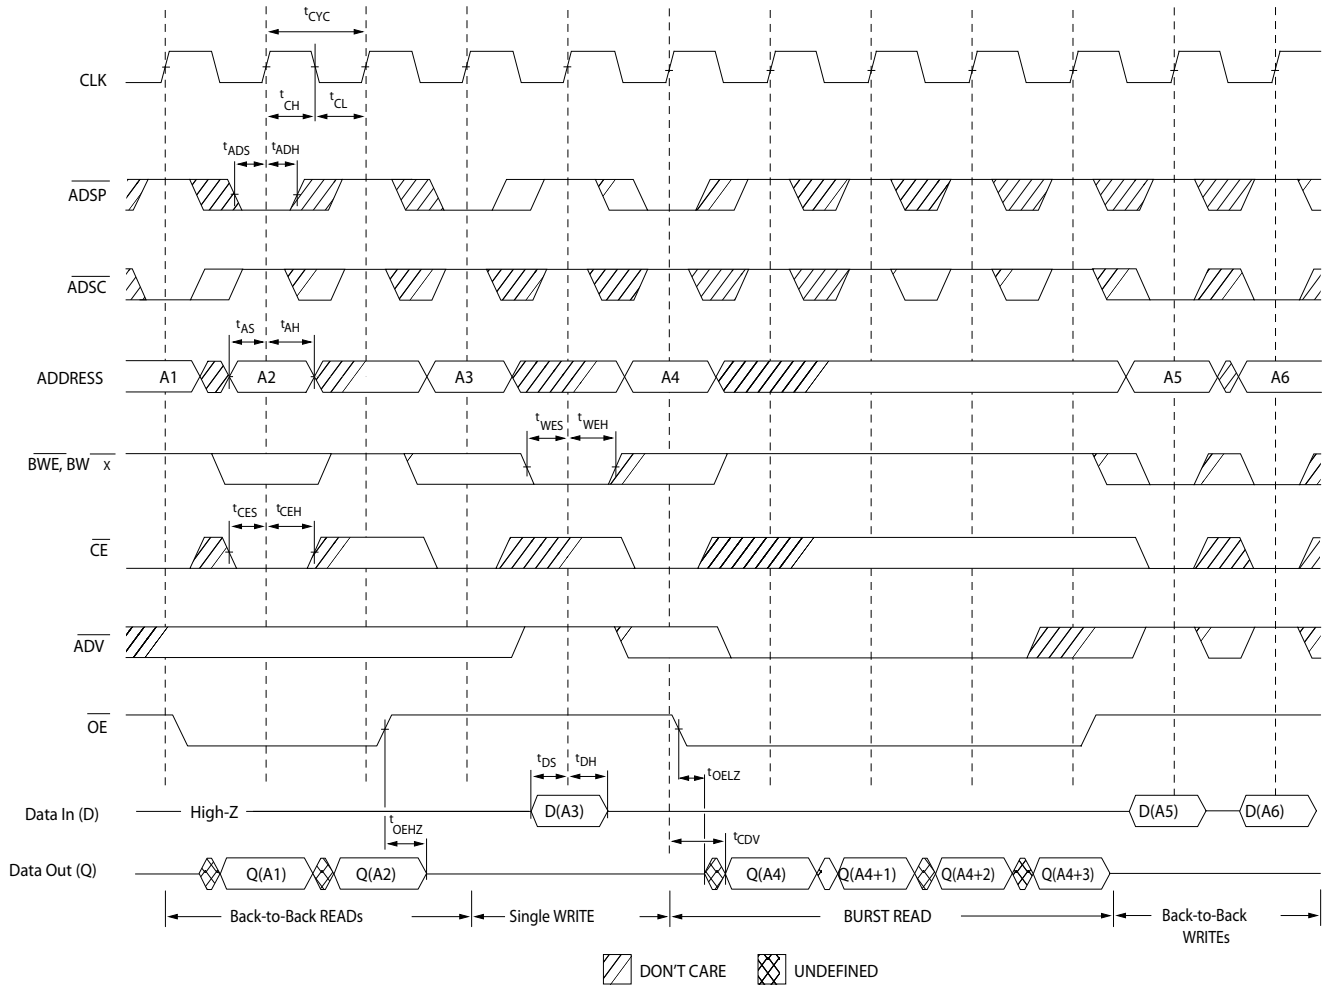 tCYC
CLK
tCH
tCL
tADS
tADH
ADSP
ADSC
tAS
tAH
ADDRESS
A1
A2
A3
A4
A5
A6
tWES
tWEH
BWE, BW X
tCES
tCEH
CE
ADV
OE
tDS
tDH
tOELZ
Data In (D)
High-Z
D(A3)
D(A5)
D(A6)
tOEHZ
tCDV
Data Out (Q)
Q(A1)
Q(A2)
Q(A4)
Q(A4+1)
Q(A4+2)
Q(A4+3)
Back-to-Back READs
Single WRITE
BURST READ
Back-to-Back
WRITEs
DON'T CARE
UNDEFINED